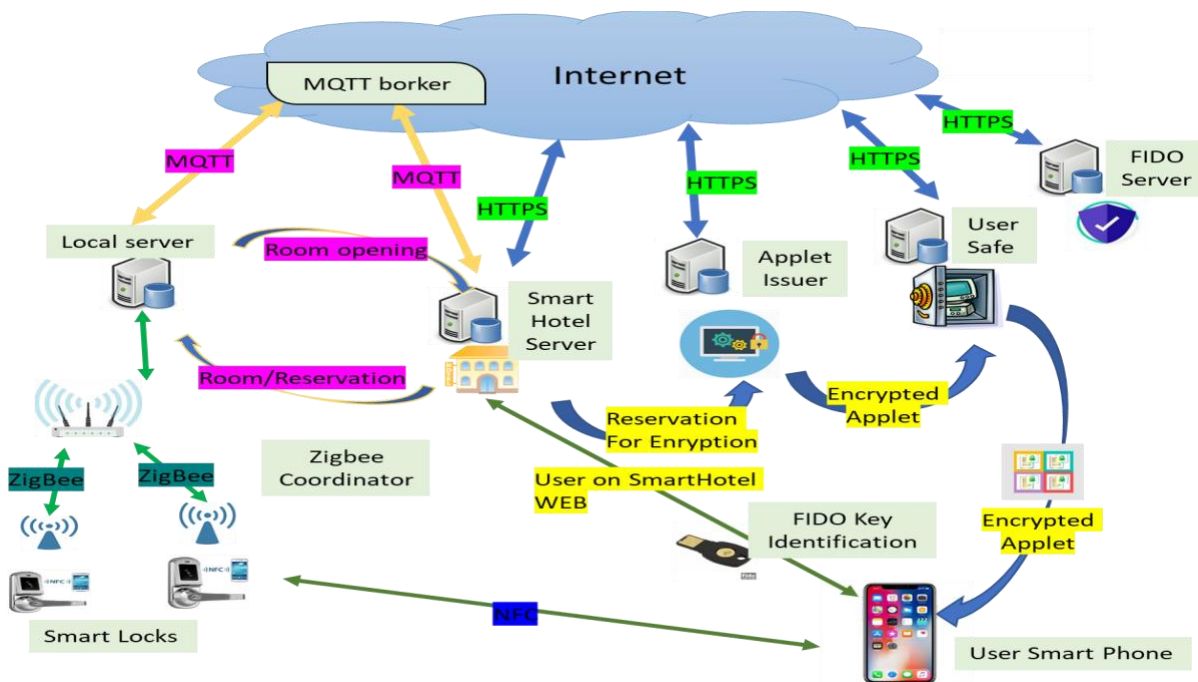 Internet
MQTT borker
HTTPS
FIDO
Server
MQTT
MQTT
HTTPS
HTTPS
HTTPS
User
Safe
Local server
Room opening
Applet
Issuer
Smart
Hotel
Server
Room/Reservation
Encrypted
Applet
Reservation
For Enryption
Zigbee
Coordinator
ZigBee
ZigBee
User on SmartHotel
WEB
FIDO Key
Identification
Encrypted
Applet
NFC
NFC
NFC
Smart Locks
User Smart Phone